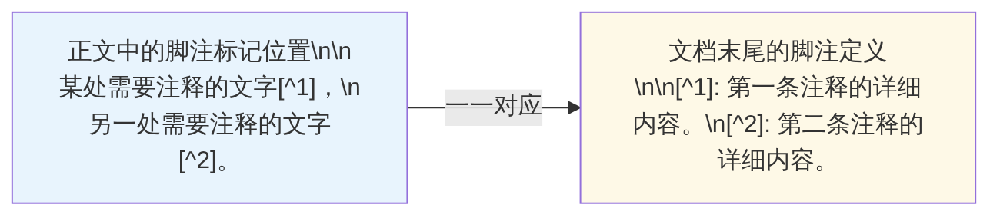 正文中的脚注标记位置\n\n
某处需要注释的文字[^1]，\n
另一处需要注释的文字
[^2]。
一一对应
文档末尾的脚注定义
\n\n[^1]: 第一条注释的详细
内容。\n[^2]: 第二条注释的
详细内容。